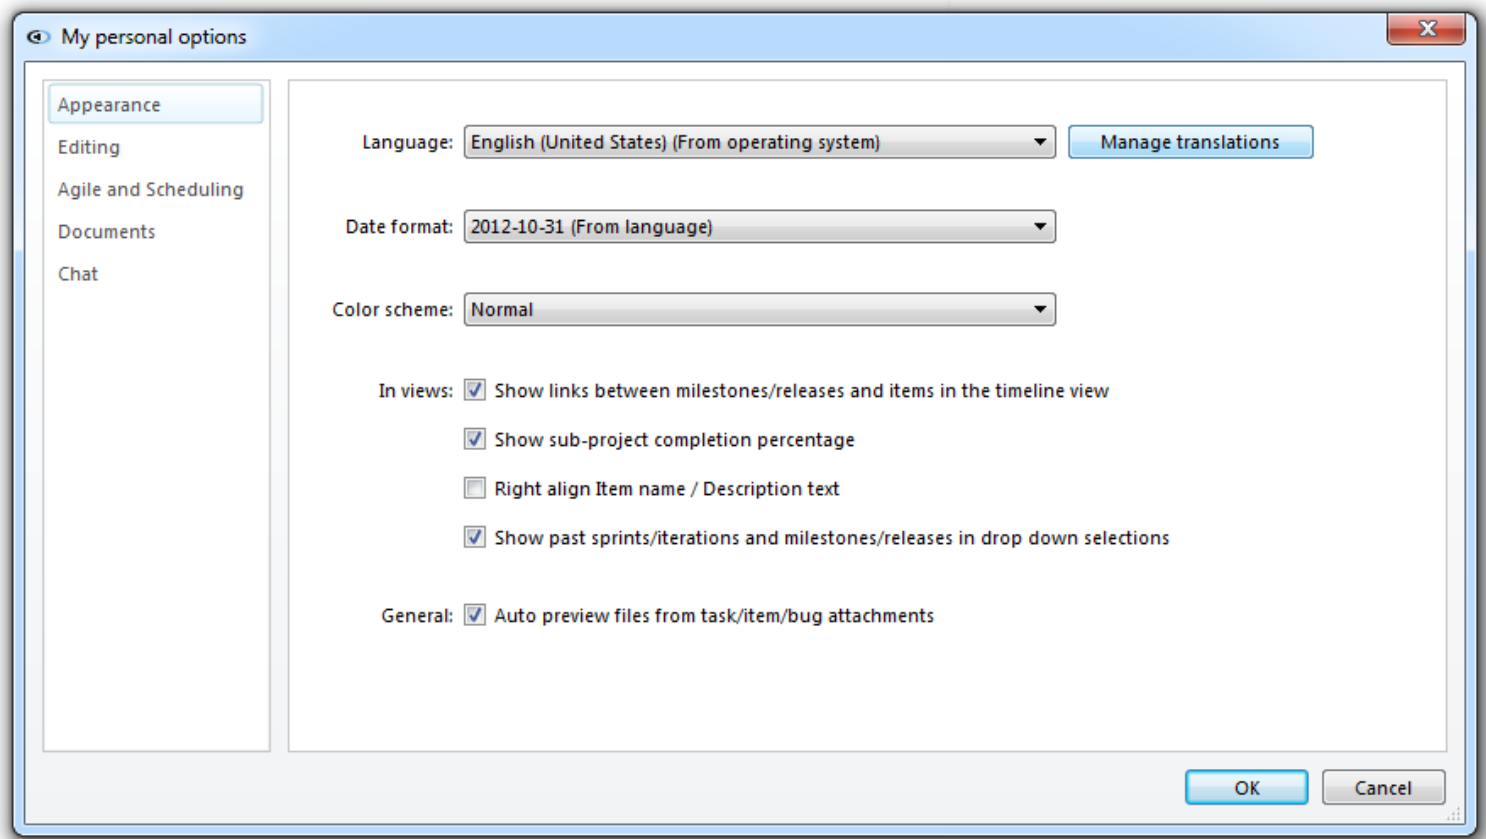 My personal options
Appearance
Editing
Agile and Scheduling
Documents
Chat
Language: English (United States) (From operating system) Manage translations
Date format: 2012-10-31 (From language)
Color scheme: Normal
In views: Show links between milestones/releases and items in the timeline view
Show sub-project completion percentage
Right align Item name / Description text
Show past sprints/iterations and milestones/releases in drop down selections
General: Auto preview files from task/item/bug attachments
OK Cancel